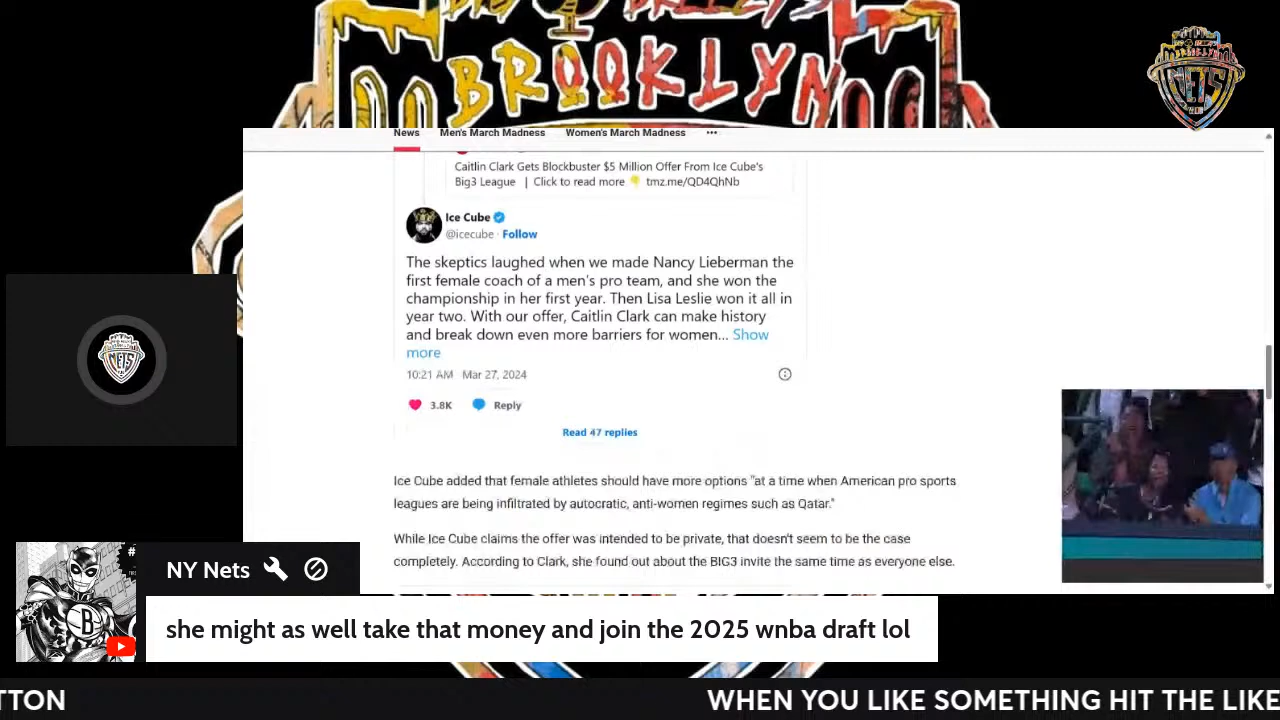 BROOKLYN
NETS
News Men's March Madness Women's March Madness ...
Caitlin Clark Gets Blockbuster $5 Million Offer From Ice Cube's
Big3 League | Click to read more 👇 tmz.me/QD4QhNb
Ice Cube
@icecube · Follow
The skeptics laughed when we made Nancy Lieberman the
first female coach of a men's pro team, and she won the
championship in her first year. Then Lisa Leslie won it all in
year two. With our offer, Caitlin Clark can make history
and break down even more barriers for women... Show
more
10:21 AM · Mar 27, 2024
3.8K Reply
Read 47 replies
Ice Cube added that female athletes should have more options "at a time when American pro sports
leagues are being infiltrated by autocratic, anti-women regimes such as Qatar."
While Ice Cube claims the offer was intended to be private, that doesn't seem to be the case
completely. According to Clark, she found out about the BIG3 invite the same time as everyone else.
NETS
#
B
NY Nets
she might as well take that money and join the 2025 wnba draft lol
TTON WHEN YOU LIKE SOMETHING HIT THE LIKE